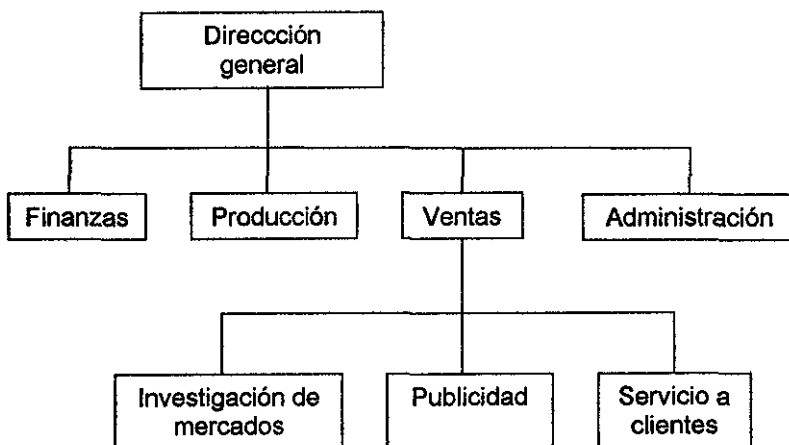 Direccción
general
Finanzas
Producción
Ventas
Administración
Investigación de
mercados
Publicidad
Servicio a
clientes